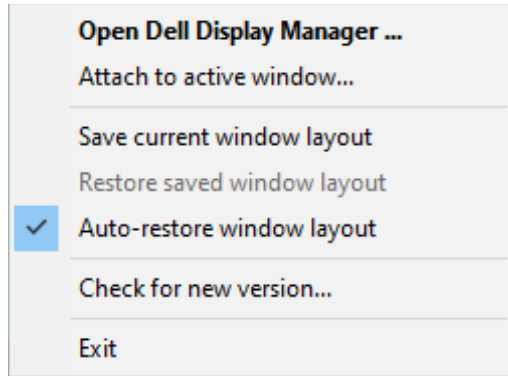 Open Dell Display Manager ...
Attach to active window...
Save current window layout
Restore saved window layout
Auto-restore window layout
Check for new version...
Exit